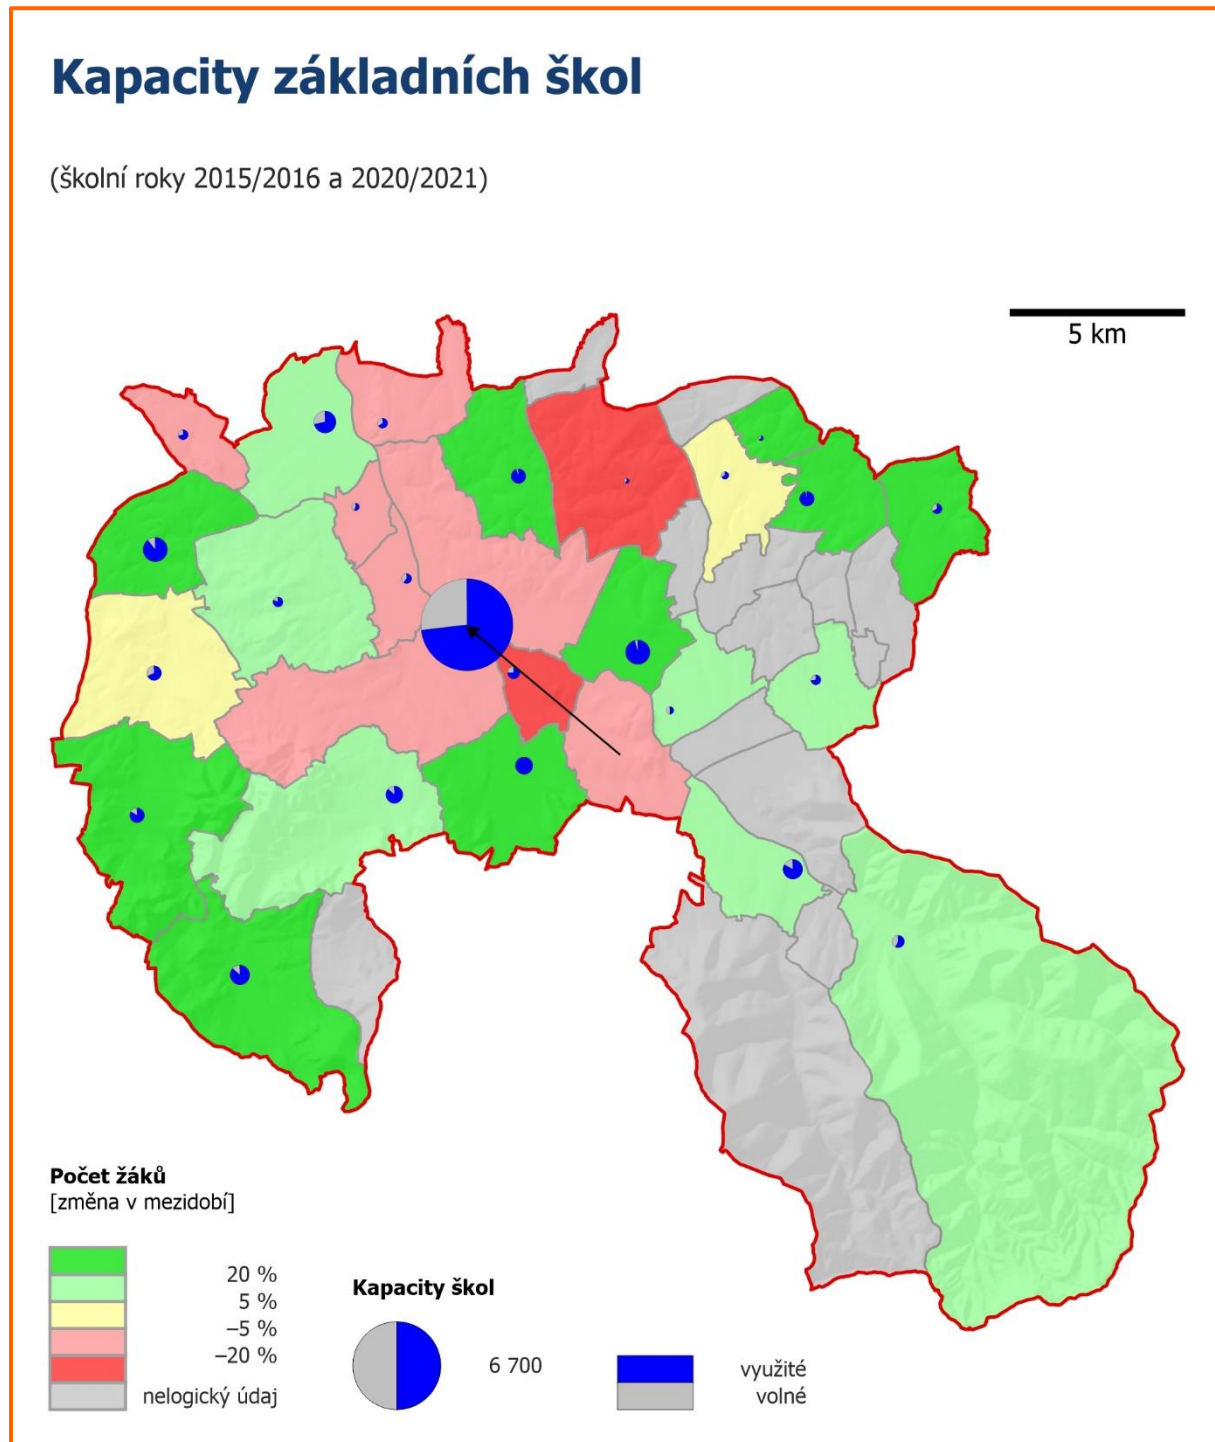 Kapacity základních škol
(školní roky 2015/2016 a 2020/2021)
5 km
Počet žáků
[změna v mezidobí]
20 %
5 %
–5 %
–20 %
nelogický údaj
Kapacity škol
6 700
využité
volné